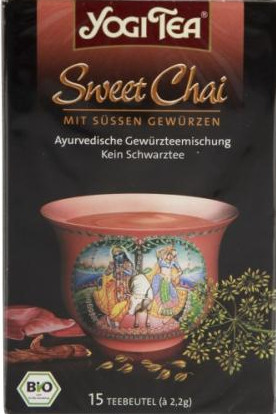 YOGI TEA®
Sweet Chai
MIT SÜSSEN GEWÜRZEN
Ayurvedische Gewürzteemischung
Kein Schwarztee
BIO
15 TEEBEUTEL (à 2,2g)